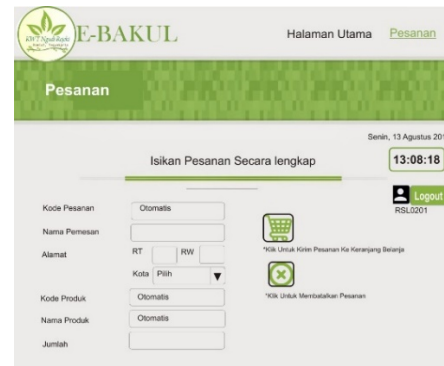 E-BAKUL
Halaman Utama Pesanan
Pesanan
Senin, 13 Agustus 201
Isikan Pesanan Secara lengkap
13:08:18
Logout
RSL0201
Kode Pesanan Otomatis
Nama Pemesan
Alamat RT RW
Kota Pilih
*Klik Untuk Kirim Pesanan Ke Keranjang Belanja
Kode Produk Otomatis
*Klik Untuk Membatalkan Pesanan
Nama Produk Otomatis
Jumlah